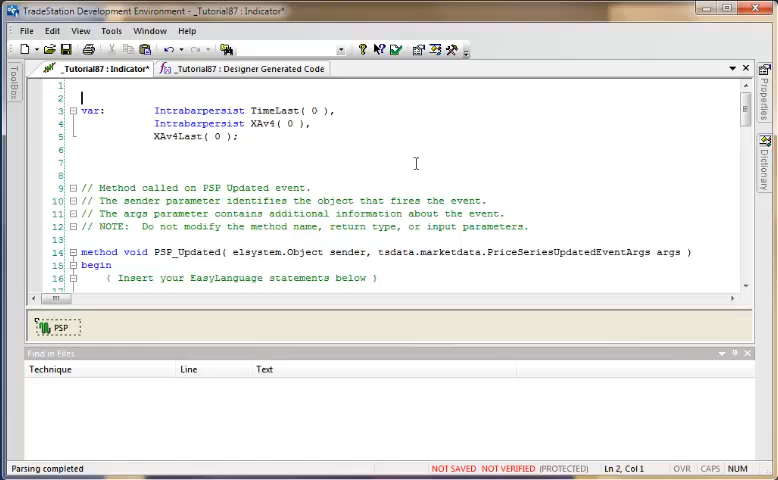 TradeStation Development Environment - _Tutorial87 : Indicator*
File Edit View Tools Window Help
_Tutorial87 : Indicator* _Tutorial87 : Designer Generated Code
ToolBox
Properties
Dictionary
1
2
3 var: Intrabarpersist TimeLast( 0 ),
4 Intrabarpersist XAv4( 0 ),
5 XAv4Last( 0 );
6
7
8
9 // Method called on PSP Updated event.
10 // The sender parameter identifies the object that fires the event.
11 // The args parameter contains additional information about the event.
12 // NOTE: Do not modify the method name, return type, or input parameters.
13
14 method void PSP_Updated( elsystem.Object sender, tsdata.marketdata.PriceSeriesUpdatedEventArgs args )
15 begin
16 { Insert your EasyLanguage statements below }
PSP
Find in Files
Technique Line Text
Parsing completed NOT SAVED NOT VERIFIED (PROTECTED) Ln 2, Col 1 OVR CAPS NUM